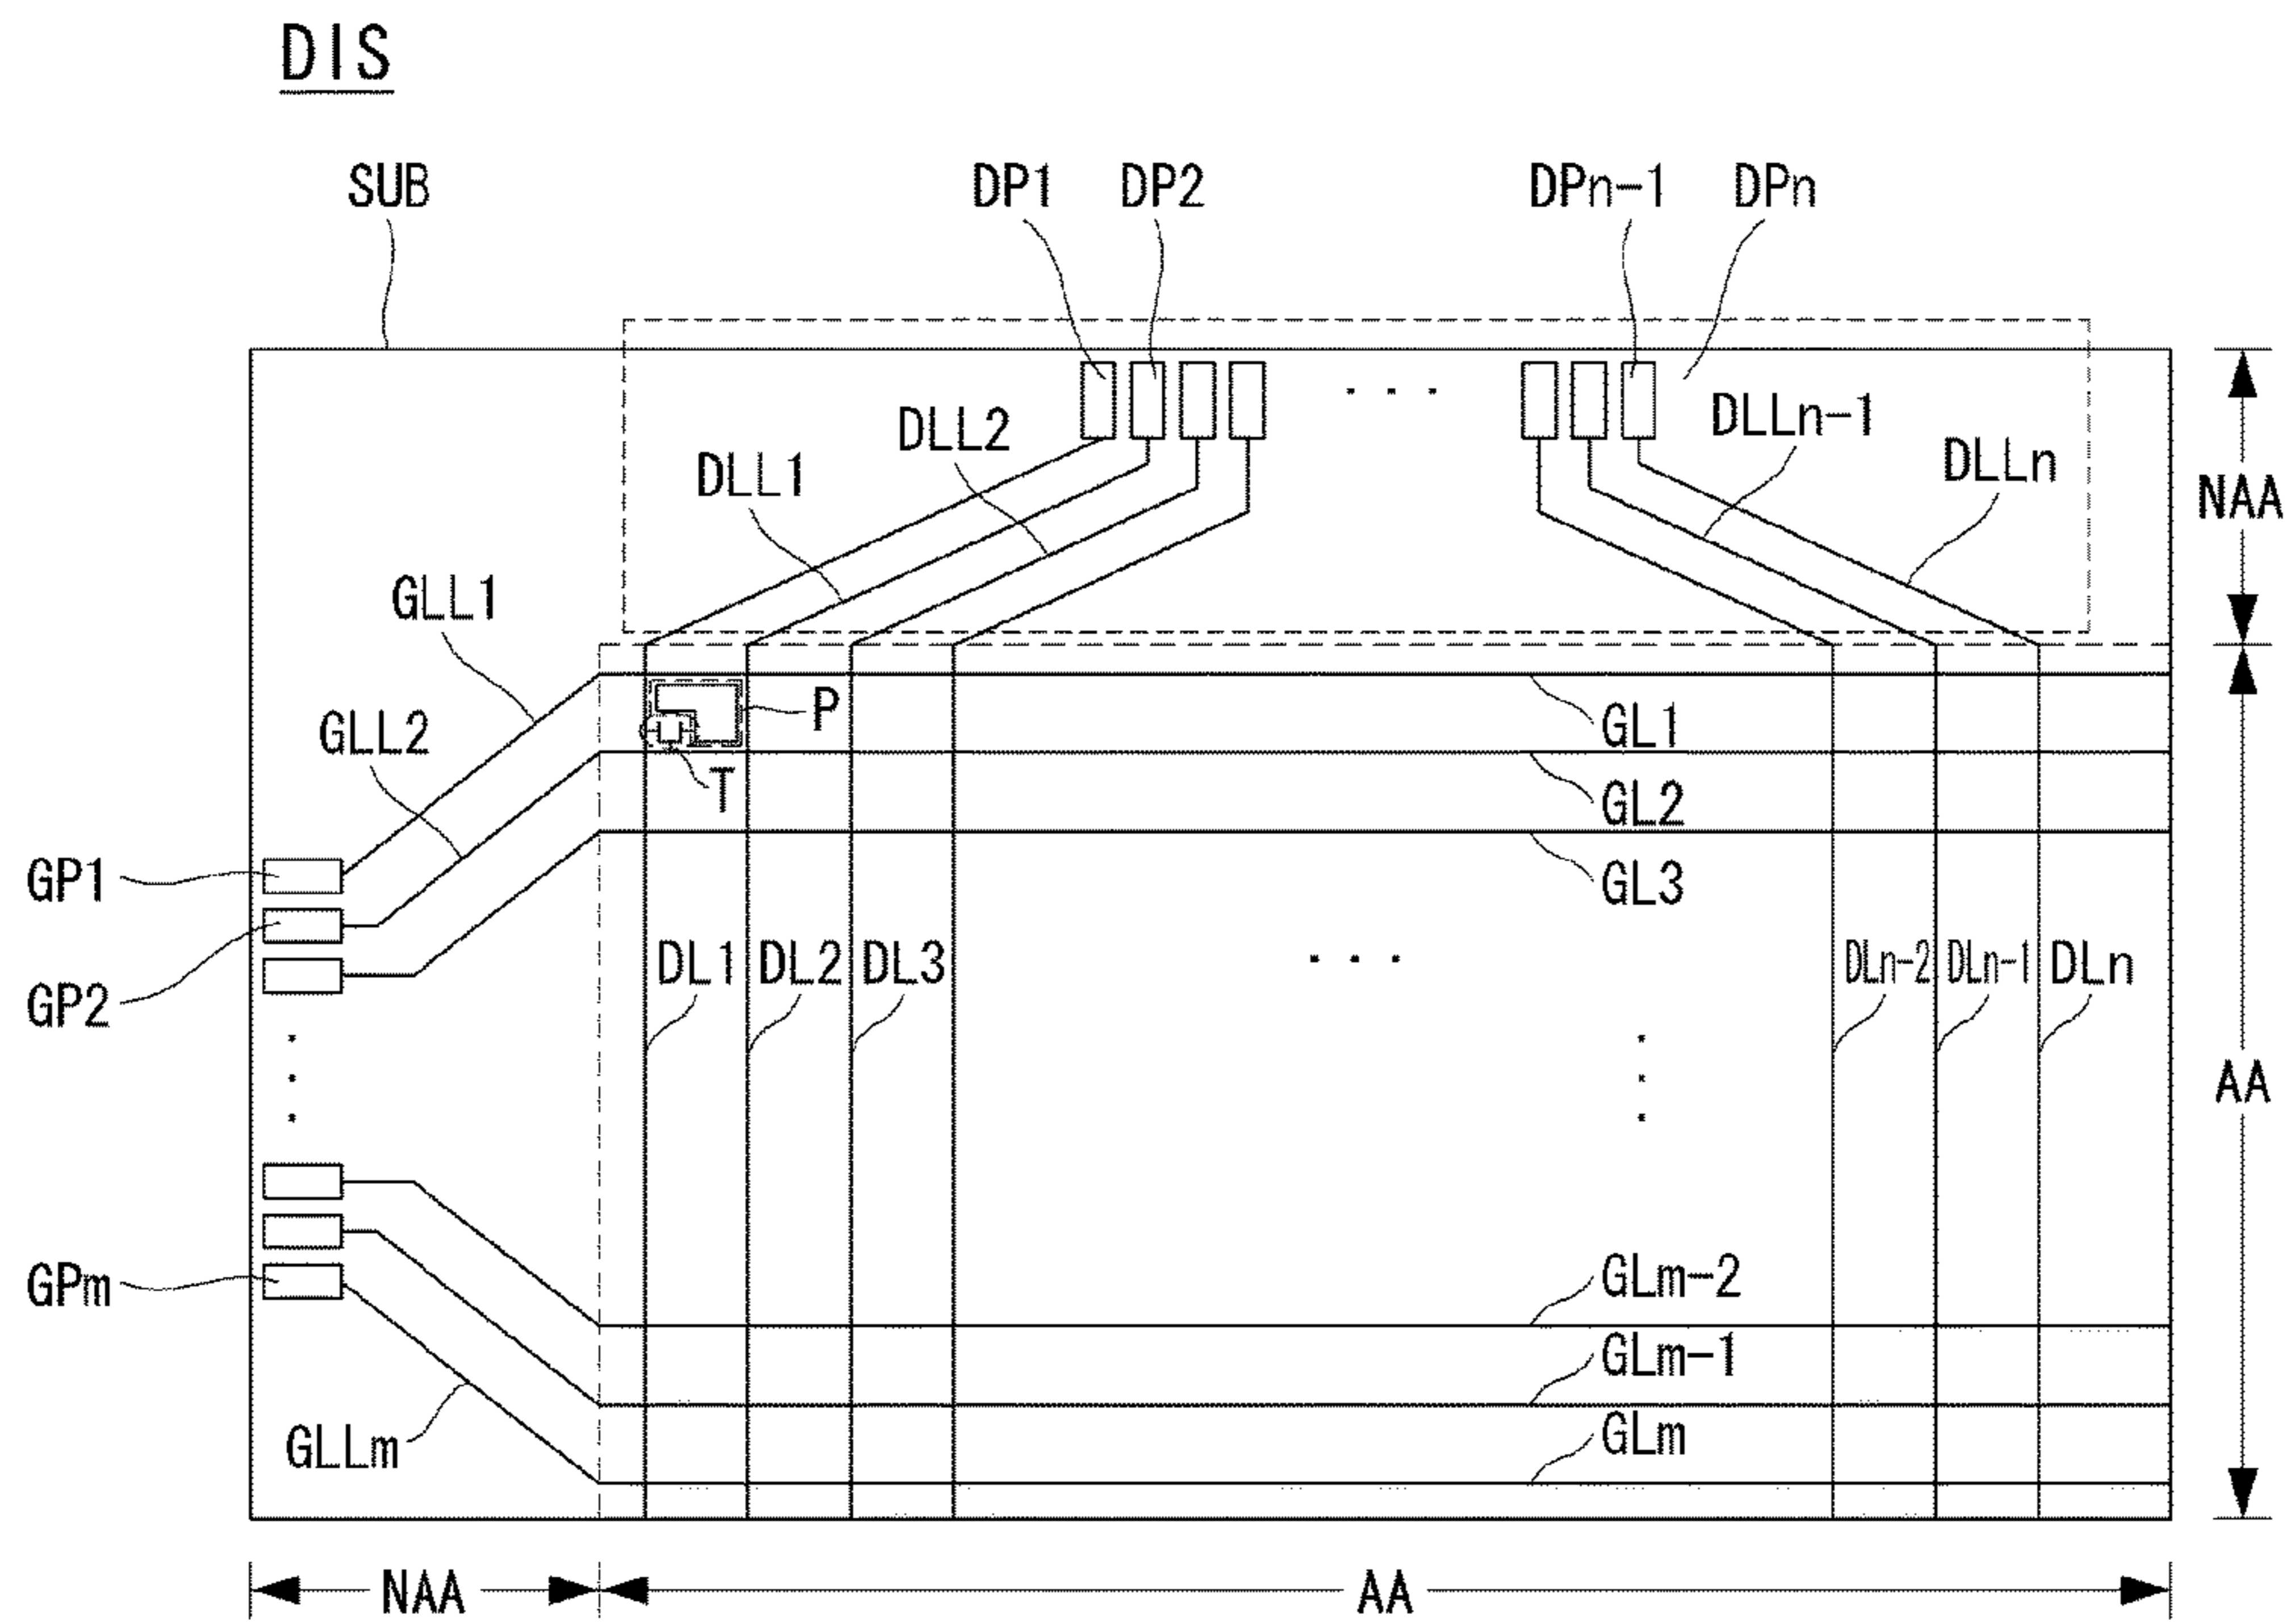 DIS
SUB
DP1
DP2
DPn-1
DPn
DLL1
DLL2
DLLn-1
DLLn
NAA
GLL1
GLL2
P
T
GL1
GL2
GL3
GP1
GP2
DL1
DL2
DL3
. . .
DLn-2
DLn-1
DLn
AA
GPm
GLm-2
GLm-1
GLm
GLLm
NAA
AA